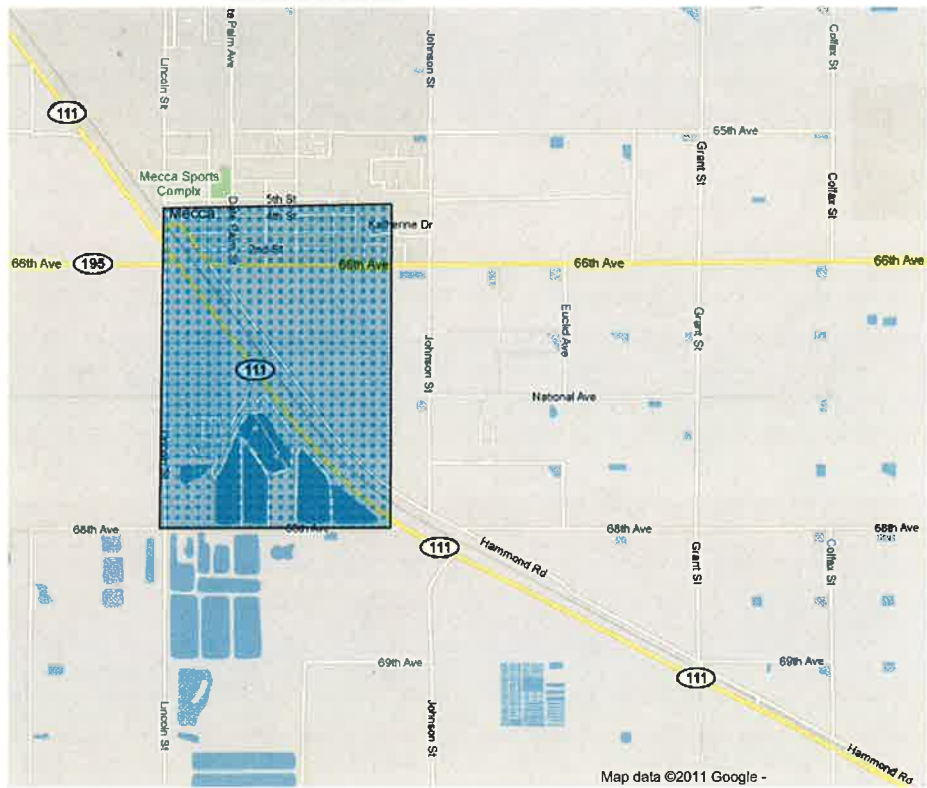 Lincoln St
Johnson St
Colfax St
111
65th Ave
Grant St
Mecca Sports
Complx
Colfax St
5th St
4th St
Mecca
Katherine Dr
2nd St
66th Ave
195
66th Ave
66th Ave
66th Ave
Euclid Ave
Grant St
Johnson St
111
National Ave
68th Ave
68th Ave
68th Ave
68th Ave
111
Hammond Rd
Grant St
Colfax St
69th Ave
69th Ave
111
Lincoln St
Johnson St
Hammond Rd
Map data ©2011 Google -